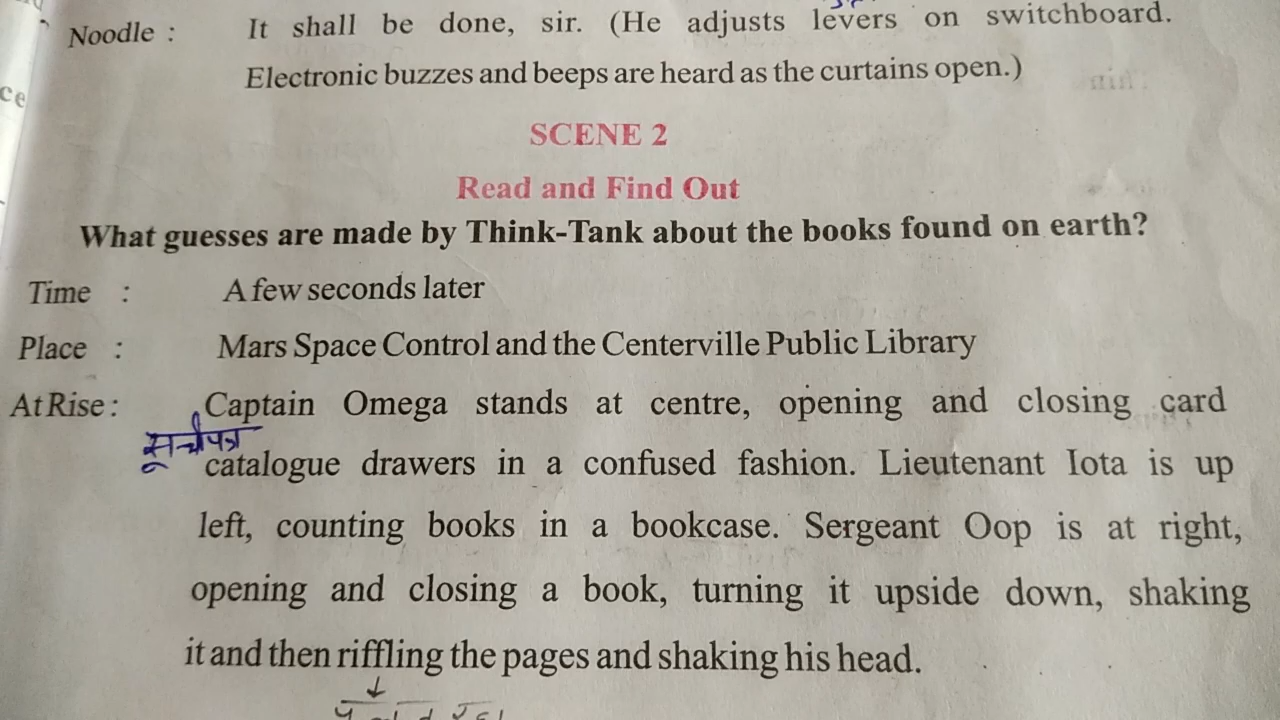 Noodle : It shall be done, sir. (He adjusts levers on switchboard.
Electronic buzzes and beeps are heard as the curtains open.)
ce
SCENE 2
Read and Find Out
What guesses are made by Think-Tank about the books found on earth?
Time : A few seconds later
Place : Mars Space Control and the Centerville Public Library
At Rise : Captain Omega stands at centre, opening and closing card
सूचीपत्र
catalogue drawers in a confused fashion. Lieutenant Iota is up
left, counting books in a bookcase. Sergeant Oop is at right,
opening and closing a book, turning it upside down, shaking
it and then riffling the pages and shaking his head.